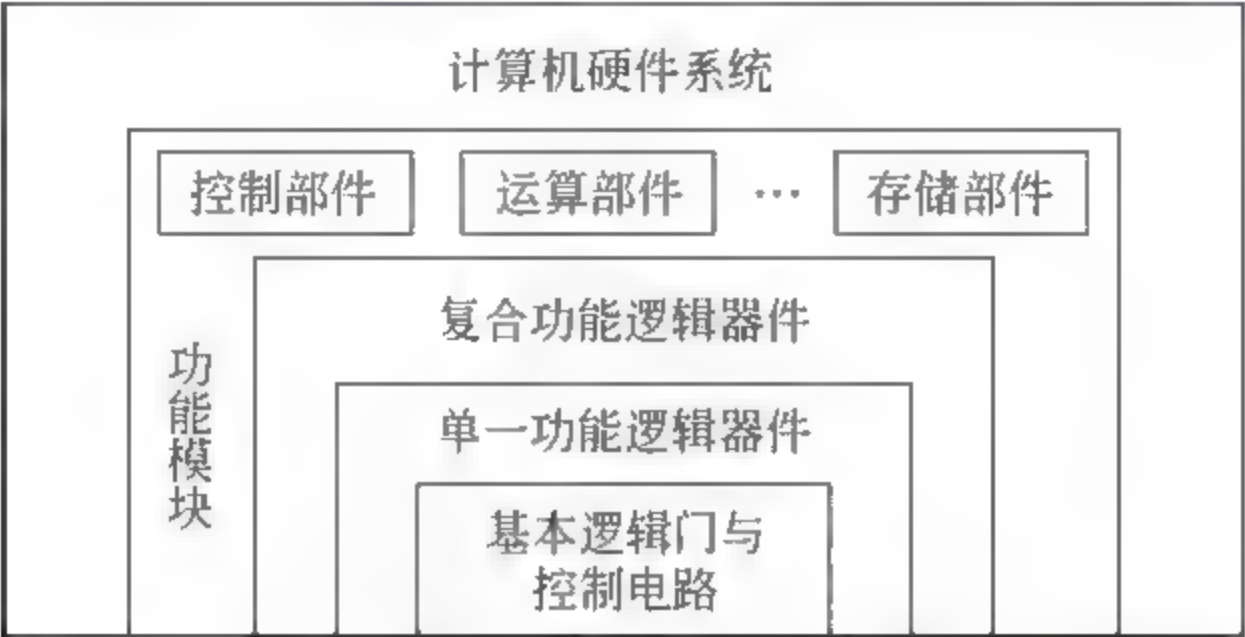 计算机硬件系统
控制部件 运算部件 … 存储部件
复合功能逻辑器件
功能模块
单一功能逻辑器件
基本逻辑门与
控制电路